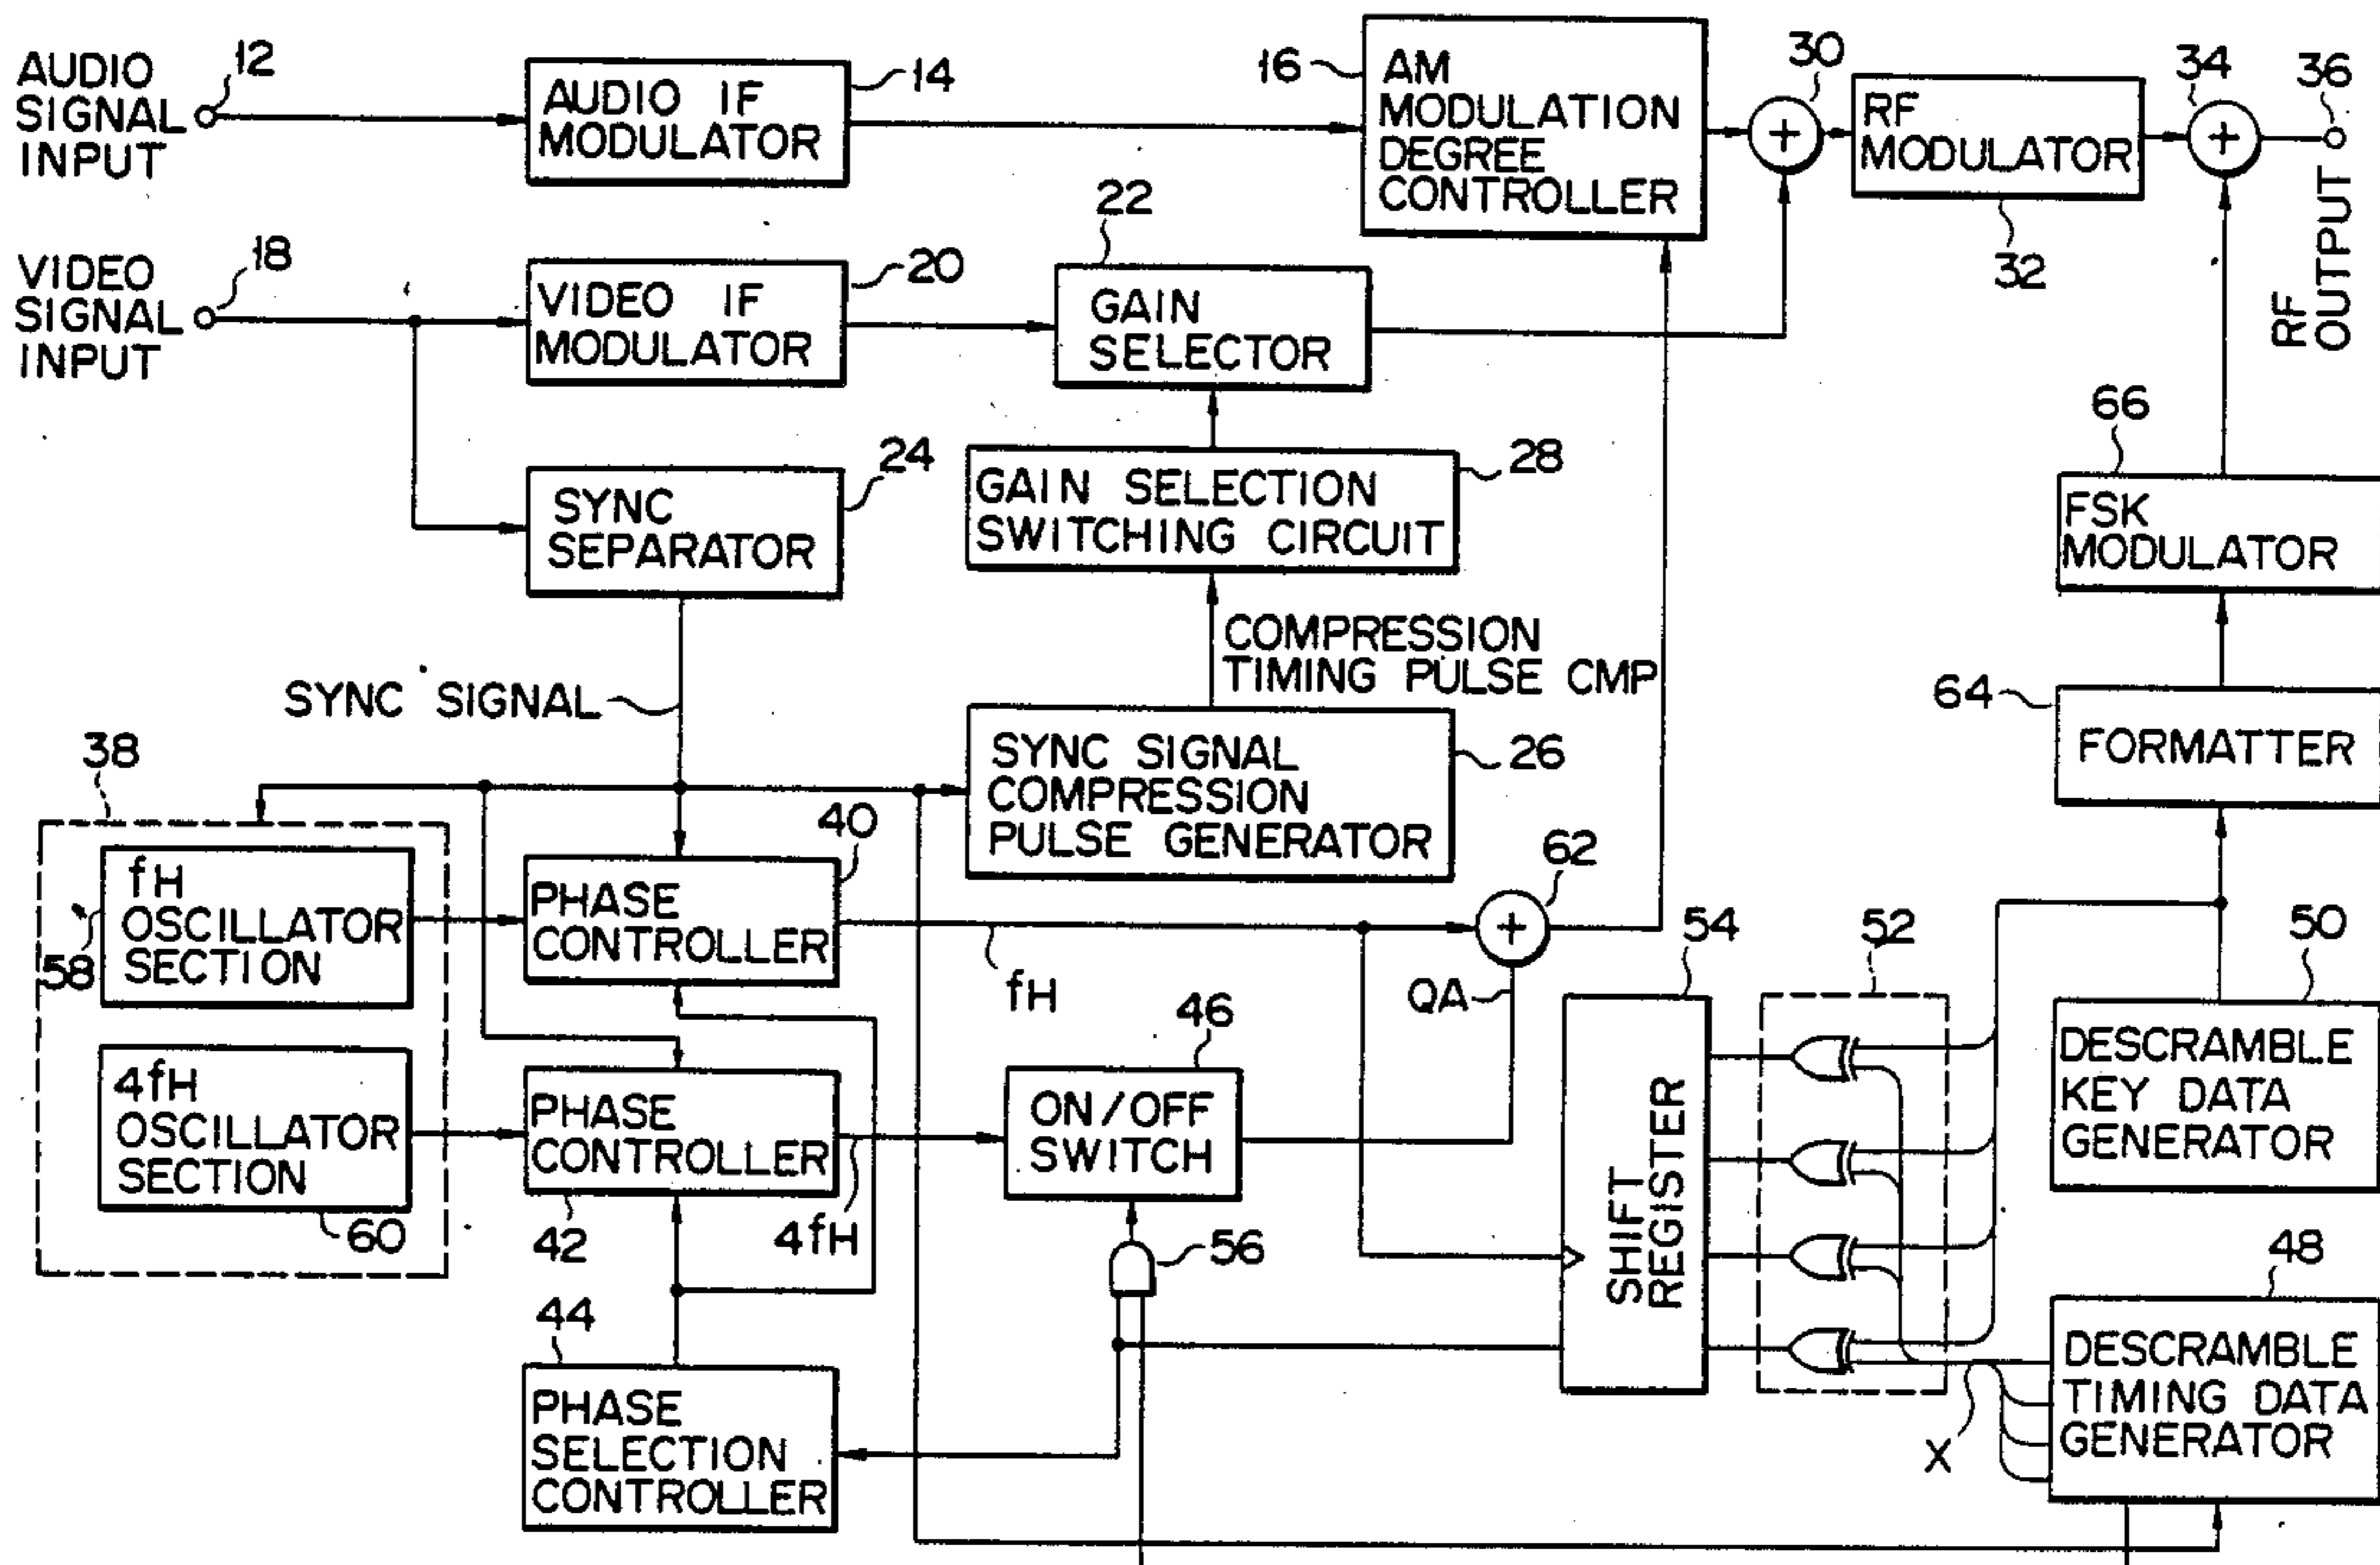 AUDIO
SIGNAL
INPUT
12
AUDIO IF
MODULATOR
14
16
AM
MODULATION
DEGREE
CONTROLLER
30
RF
MODULATOR
32
34
36
RF
OUTPUT
VIDEO
SIGNAL
INPUT
18
VIDEO IF
MODULATOR
20
22
GAIN
SELECTOR
SYNC
SEPARATOR
24
GAIN SELECTION
SWITCHING CIRCUIT
28
66
FSK
MODULATOR
COMPRESSION
TIMING PULSE CMP
SYNC SIGNAL
64
FORMATTER
38
SYNC SIGNAL
COMPRESSION
PULSE GENERATOR
26
fH
OSCILLATOR
SECTION
58
PHASE
CONTROLLER
40
fH
62
QA
54
SHIFT
REGISTER
52
50
DESCRAMBLE
KEY DATA
GENERATOR
4fH
OSCILLATOR
SECTION
60
PHASE
CONTROLLER
42
4fH
46
ON/OFF
SWITCH
56
48
DESCRAMBLE
TIMING DATA
GENERATOR
X
44
PHASE
SELECTION
CONTROLLER